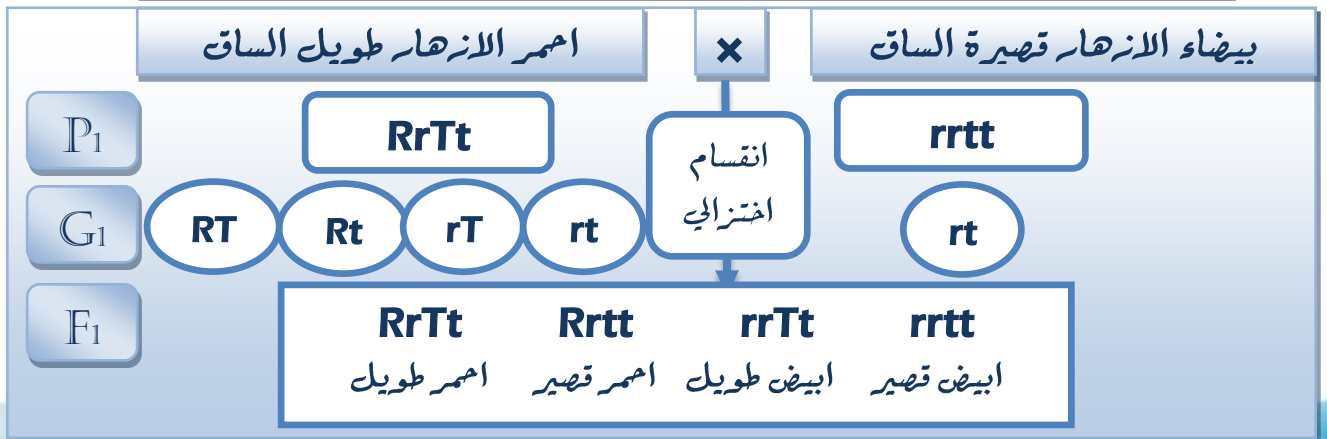 بيضاء الازهار قصيرة الساق × احمر الازهار طويل الساق
P1 RrTt rrtt
انقسام
اختزالي
G1 RT Rt rT rt rt
F1 RrTt Rrtt rrTt rrtt
احمر طويل احمر قصير ابيض طويل ابيض قصير